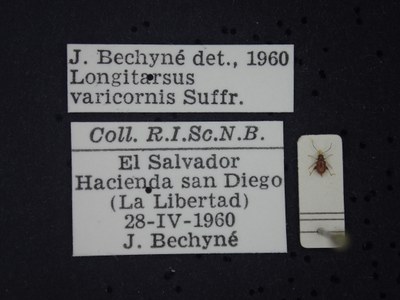 J. Bechyné det., 1960
Longitarsus
varicornis Suffr.
Coll. R.I.Sc.N.B.
El Salvador
Hacienda san Diego
(La Libertad)
28-IV-1960
J. Bechyné